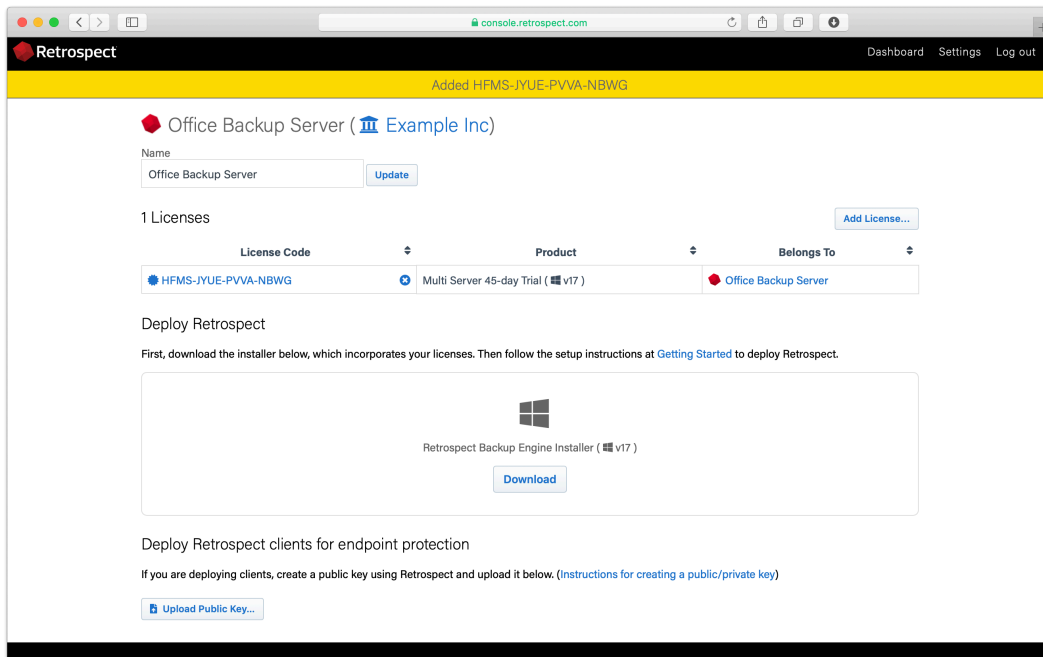 console.retrospect.com
Retrospect
Dashboard Settings Log out
Added HFMS-JYUE-PVVA-NBWG
Office Backup Server ( Example Inc)
Name
Office Backup Server Update
1 Licenses Add License...
License Code Product Belongs To
HFMS-JYUE-PVVA-NBWG Multi Server 45-day Trial ( v17 ) Office Backup Server
Deploy Retrospect
First, download the installer below, which incorporates your licenses. Then follow the setup instructions at Getting Started to deploy Retrospect.
Retrospect Backup Engine Installer ( v17 )
Download
Deploy Retrospect clients for endpoint protection
If you are deploying clients, create a public key using Retrospect and upload it below. (Instructions for creating a public/private key)
Upload Public Key...